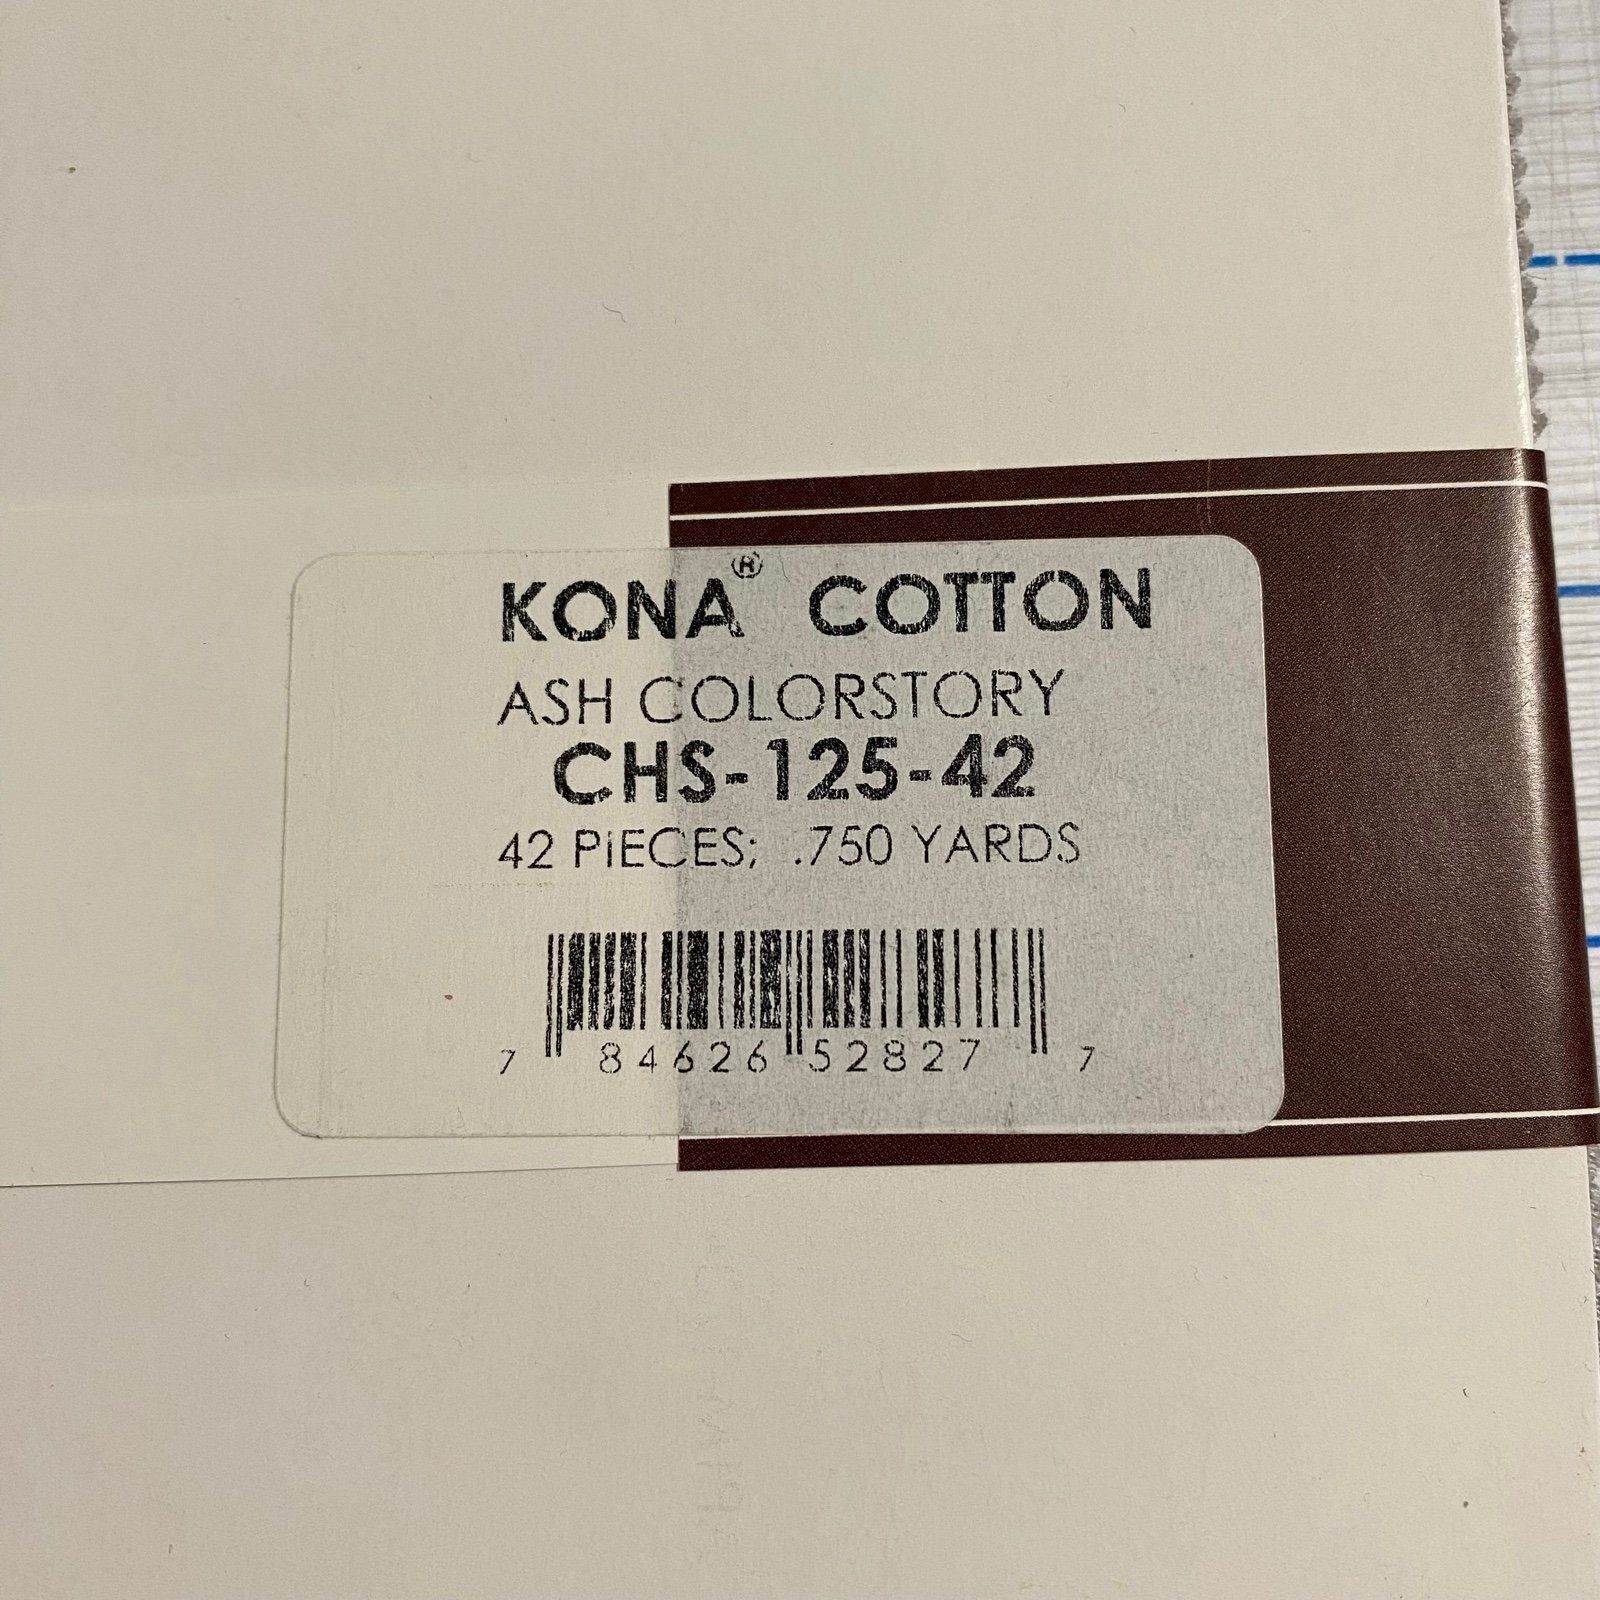 KONA® COTTON
ASH COLORSTORY
CHS-125-42
42 PIECES; .750 YARDS
7 84626 52827 7